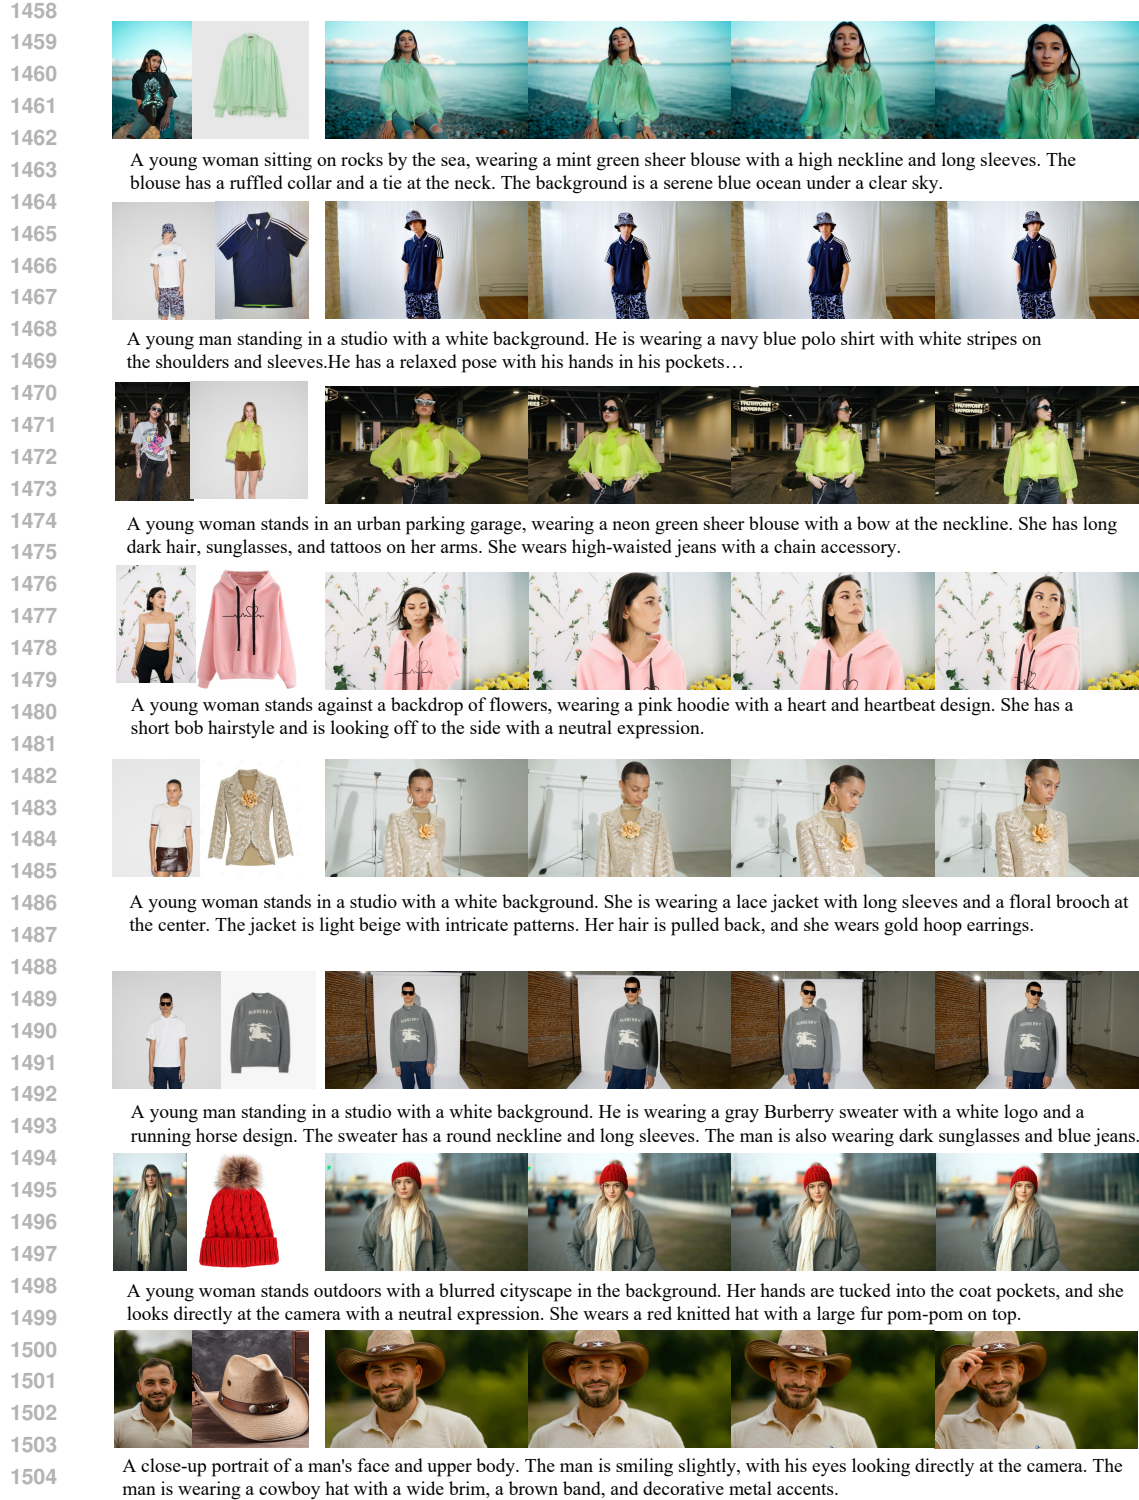 1458
1459
1460
1461
1462
A young woman sitting on rocks by the sea, wearing a mint green sheer blouse with a high neckline and long sleeves. The
1463
blouse has a ruffled collar and a tie at the neck. The background is a serene blue ocean under a clear sky.
1464
1465
1466
1467
1468
A young man standing in a studio with a white background. He is wearing a navy blue polo shirt with white stripes on
1469
the shoulders and sleeves.He has a relaxed pose with his hands in his pockets…
1470
1471
1472
1473
1474
A young woman stands in an urban parking garage, wearing a neon green sheer blouse with a bow at the neckline. She has long
1475
dark hair, sunglasses, and tattoos on her arms. She wears high-waisted jeans with a chain accessory.
1476
1477
1478
1479
1480
A young woman stands against a backdrop of flowers, wearing a pink hoodie with a heart and heartbeat design. She has a
short bob hairstyle and is looking off to the side with a neutral expression.
1481
1482
1483
1484
1485
1486
A young woman stands in a studio with a white background. She is wearing a lace jacket with long sleeves and a floral brooch at
1487
the center. The jacket is light beige with intricate patterns. Her hair is pulled back, and she wears gold hoop earrings.
1488
1489
BURBERRY
1490
1491
1492
1493
A young man standing in a studio with a white background. He is wearing a gray Burberry sweater with a white logo and a
running horse design. The sweater has a round neckline and long sleeves. The man is also wearing dark sunglasses and blue jeans.
1494
1495
1496
1497
1498
A young woman stands outdoors with a blurred cityscape in the background. Her hands are tucked into the coat pockets, and she
1499
looks directly at the camera with a neutral expression. She wears a red knitted hat with a large fur pom-pom on top.
1500
1501
1502
1503
1504
A close-up portrait of a man's face and upper body. The man is smiling slightly, with his eyes looking directly at the camera. The
man is wearing a cowboy hat with a wide brim, a brown band, and decorative metal accents.